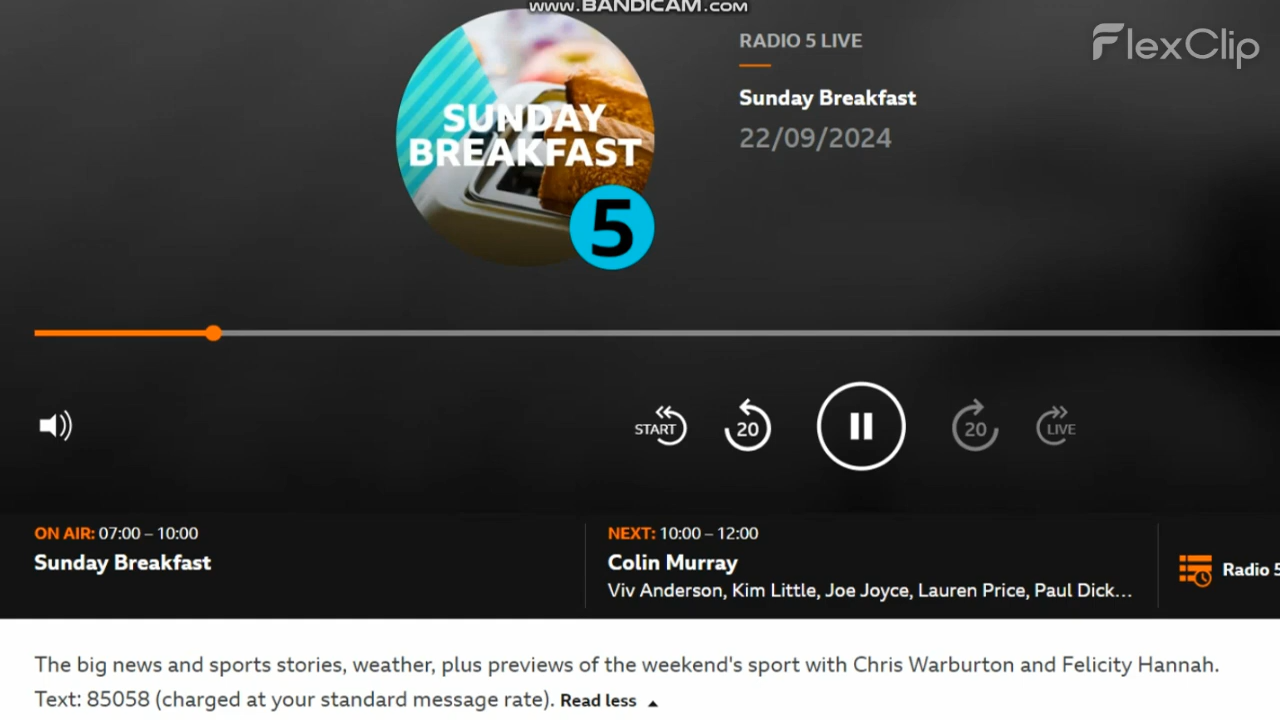 www.BANDICAM.com
FlexClip
RADIO 5 LIVE
Sunday Breakfast
22/09/2024
SUNDAY
BREAKFAST
5
START
20
20
LIVE
ON AIR: 07:00 – 10:00
Sunday Breakfast
NEXT: 10:00 – 12:00
Colin Murray
Viv Anderson, Kim Little, Joe Joyce, Lauren Price, Paul Dick...
Radio 5
The big news and sports stories, weather, plus previews of the weekend's sport with Chris Warburton and Felicity Hannah.
Text: 85058 (charged at your standard message rate). Read less